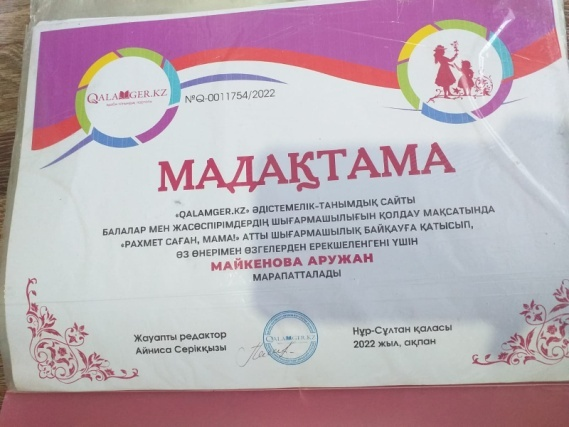 QALAMGER.KZ
№Q-0011754/2022
МАДАҚТАМА
«QALAMGER.KZ» ӘДІСТЕМЕЛІК-ТАНЫМДЫҚ САЙТЫ
БАЛАЛАР МЕН ЖАСӨСПІРІМДЕРДІҢ ШЫҒАРМАШЫЛЫҒЫН ҚОЛДАУ МАҚСАТЫНДА
«РАХМЕТ САҒАН, МАМА!» АТТЫ ШЫҒАРМАШЫЛЫҚ БАЙҚАУҒА ҚАТЫСЫП,
ӨЗ ӨНЕРІМЕН ӨЗГЕЛЕРДЕН ЕРЕКШЕЛЕНГЕНІ ҮШІН
МАЙКЕНОВА АРУЖАН
МАРАПАТТАЛАДЫ
Жауапты редактор
Айниса Серікқызы
QALAMGER.KZ
Нұр-Сұлтан қаласы
2022 жыл, ақпан